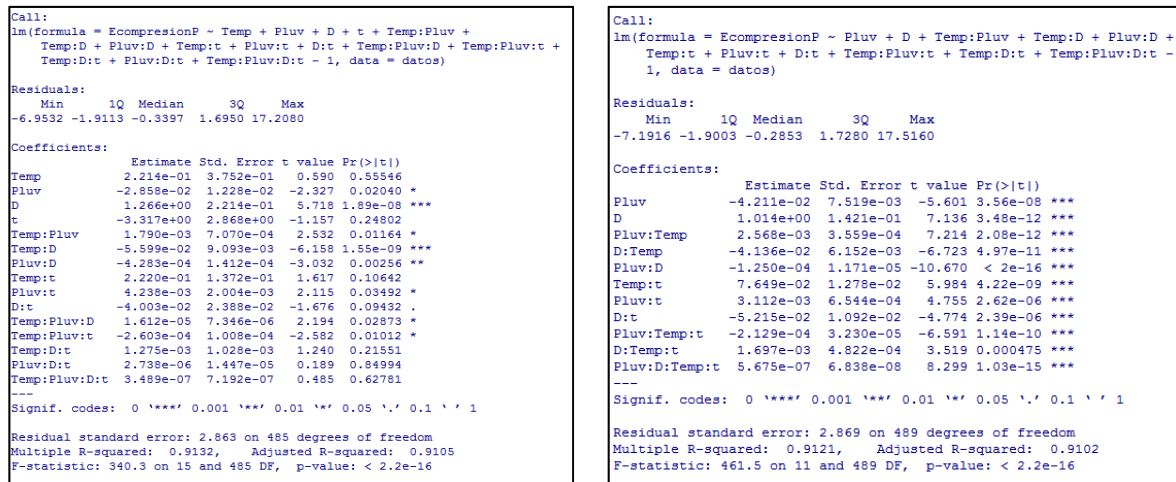 Call:
lm(formula = EcompresionP ~ Temp + Pluv + D + t + Temp:Pluv +
Temp:D + Pluv:D + Temp:t + Pluv:t + D:t + Temp:Pluv:D + Temp:Pluv:t +
Temp:D:t + Pluv:D:t + Temp:Pluv:D:t - 1, data = datos)
Residuals:
Min 1Q Median 3Q Max
-6.9532 -1.9113 -0.3397 1.6950 17.2080
Coefficients:
Estimate Std. Error t value Pr(>|t|)
Temp 2.214e-01 3.752e-01 0.590 0.55546
Pluv -2.858e-02 1.228e-02 -2.327 0.02040 *
D 1.266e+00 2.214e-01 5.718 1.89e-08 ***
t -3.317e+00 2.868e+00 -1.157 0.24802
Temp:Pluv 1.790e-03 7.070e-04 2.532 0.01164 *
Temp:D -5.599e-02 9.093e-03 -6.158 1.55e-09 ***
Pluv:D -4.283e-04 1.412e-04 -3.032 0.00256 **
Temp:t 2.220e-01 1.372e-01 1.617 0.10642
Pluv:t 4.238e-03 2.004e-03 2.115 0.03492 *
D:t -4.003e-02 2.388e-02 -1.676 0.09432 .
Temp:Pluv:D 1.612e-05 7.346e-06 2.194 0.02873 *
Temp:Pluv:t -2.603e-04 1.008e-04 -2.582 0.01012 *
Temp:D:t 1.275e-03 1.028e-03 1.240 0.21551
Pluv:D:t 2.738e-06 1.447e-05 0.189 0.84994
Temp:Pluv:D:t 3.489e-07 7.192e-07 0.485 0.62781
---
Signif. codes: 0 '***' 0.001 '**' 0.01 '*' 0.05 '.' 0.1 ' ' 1
Residual standard error: 2.863 on 485 degrees of freedom
Multiple R-squared: 0.9132, Adjusted R-squared: 0.9105
F-statistic: 340.3 on 15 and 485 DF, p-value: < 2.2e-16
Call:
lm(formula = EcompresionP ~ Pluv + D + Temp:Pluv + Temp:D + Pluv:D +
Temp:t + Pluv:t + D:t + Temp:Pluv:t + Temp:D:t + Temp:Pluv:D:t -
1, data = datos)
Residuals:
Min 1Q Median 3Q Max
-7.1916 -1.9003 -0.2853 1.7280 17.5160
Coefficients:
Estimate Std. Error t value Pr(>|t|)
Pluv -4.211e-02 7.519e-03 -5.601 3.56e-08 ***
D 1.014e+00 1.421e-01 7.136 3.48e-12 ***
Pluv:Temp 2.568e-03 3.559e-04 7.214 2.08e-12 ***
D:Temp -4.136e-02 6.152e-03 -6.723 4.97e-11 ***
Pluv:D -1.250e-04 1.171e-05 -10.670 < 2e-16 ***
Temp:t 7.649e-02 1.278e-02 5.984 4.22e-09 ***
Pluv:t 3.112e-03 6.544e-04 4.755 2.62e-06 ***
D:t -5.215e-02 1.092e-02 -4.774 2.39e-06 ***
Pluv:Temp:t -2.129e-04 3.230e-05 -6.591 1.14e-10 ***
D:Temp:t 1.697e-03 4.822e-04 3.519 0.000475 ***
Pluv:D:Temp:t 5.675e-07 6.838e-08 8.299 1.03e-15 ***
---
Signif. codes: 0 '***' 0.001 '**' 0.01 '*' 0.05 '.' 0.1 ' ' 1
Residual standard error: 2.869 on 489 degrees of freedom
Multiple R-squared: 0.9121, Adjusted R-squared: 0.9102
F-statistic: 461.5 on 11 and 489 DF, p-value: < 2.2e-16